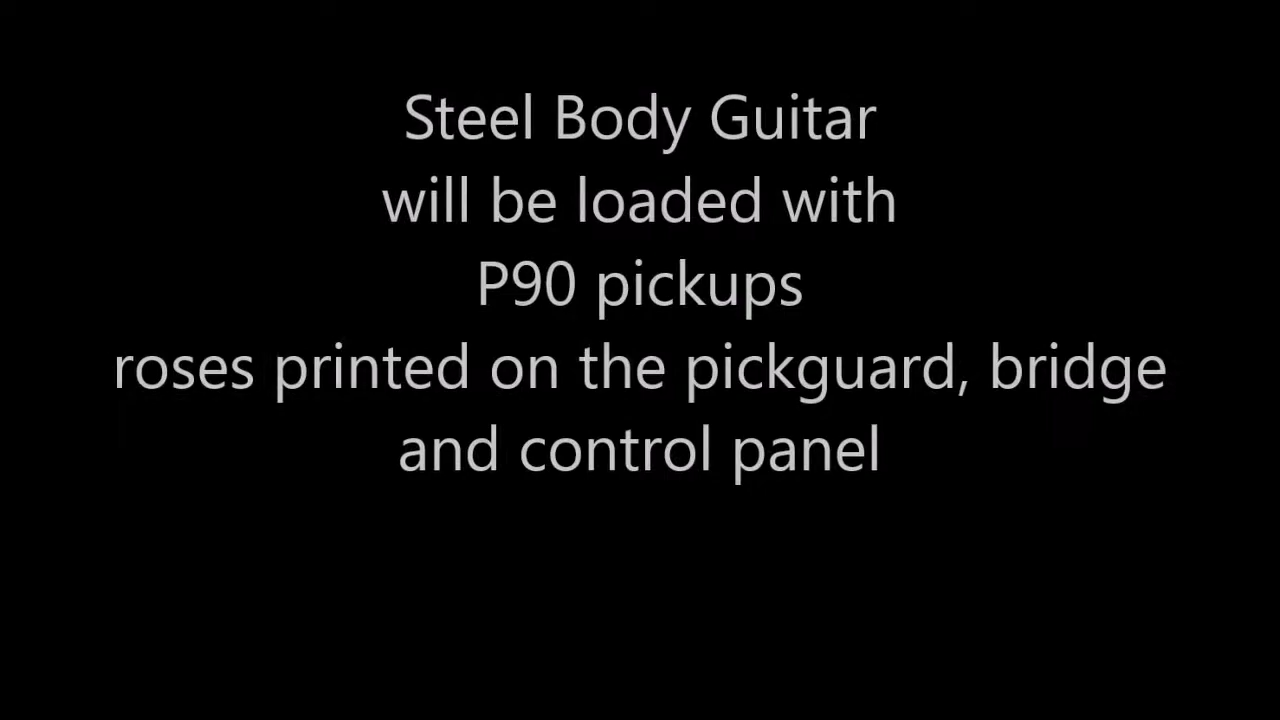 Steel Body Guitar
will be loaded with
P90 pickups
roses printed on the pickguard, bridge
and control panel